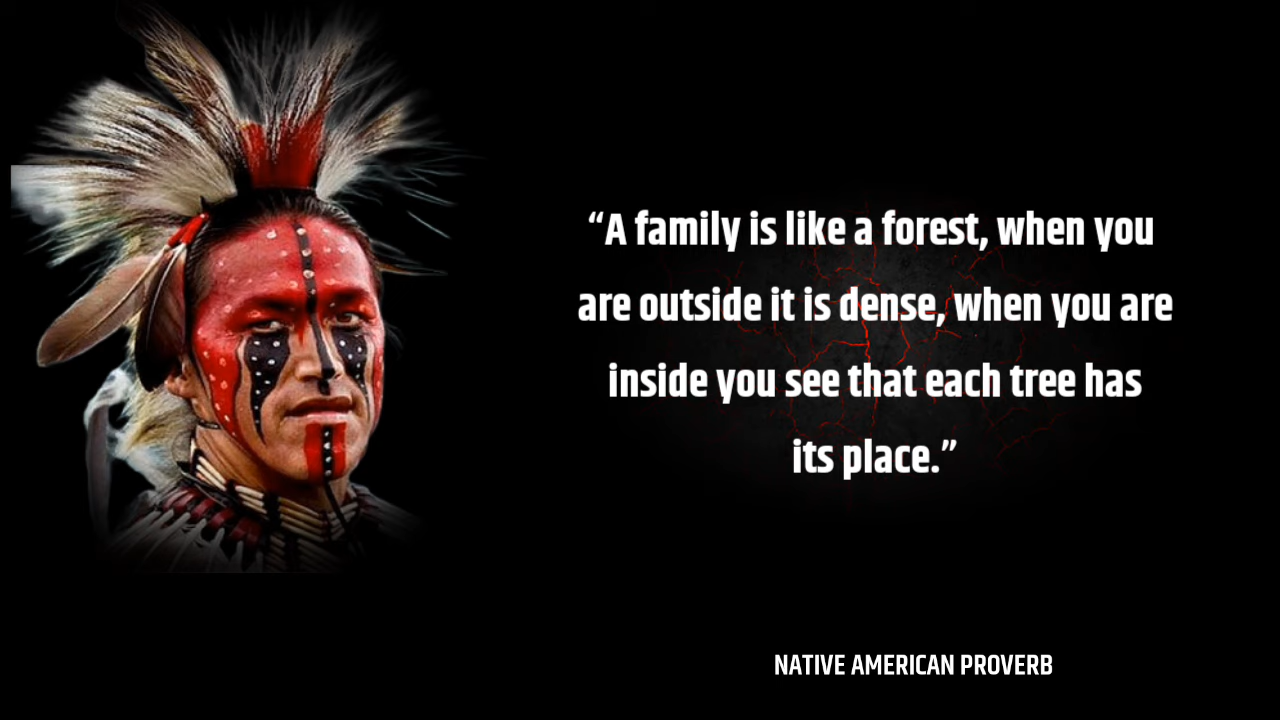 “A family is like a forest, when you
are outside it is dense, when you are
inside you see that each tree has
its place.”
NATIVE AMERICAN PROVERB